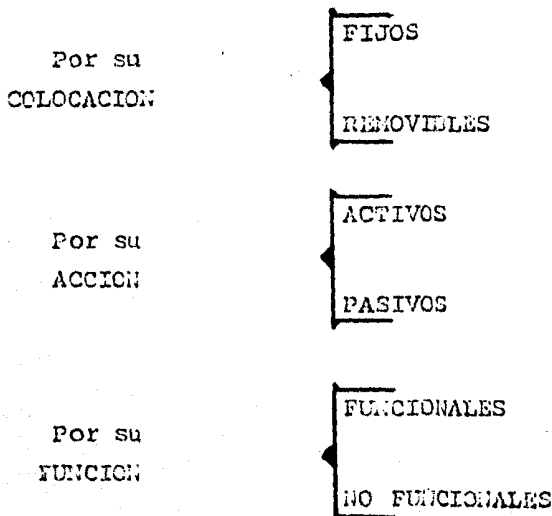 FIJOS
Por su
COLOCACION
REMOVIBLES
ACTIVOS
Por su
ACCION
PASIVOS
FUNCIONALES
Por su
FUNCION
NO FUNCIONALES